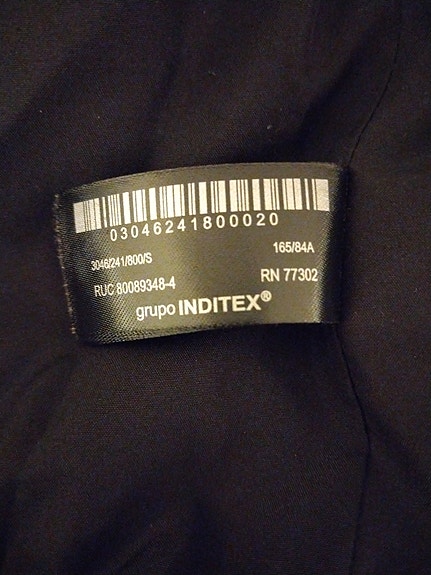 03046241800020
3046/241/800/S 165/84A
RUC 80089348-4 RN 77302
grupo INDITEX®